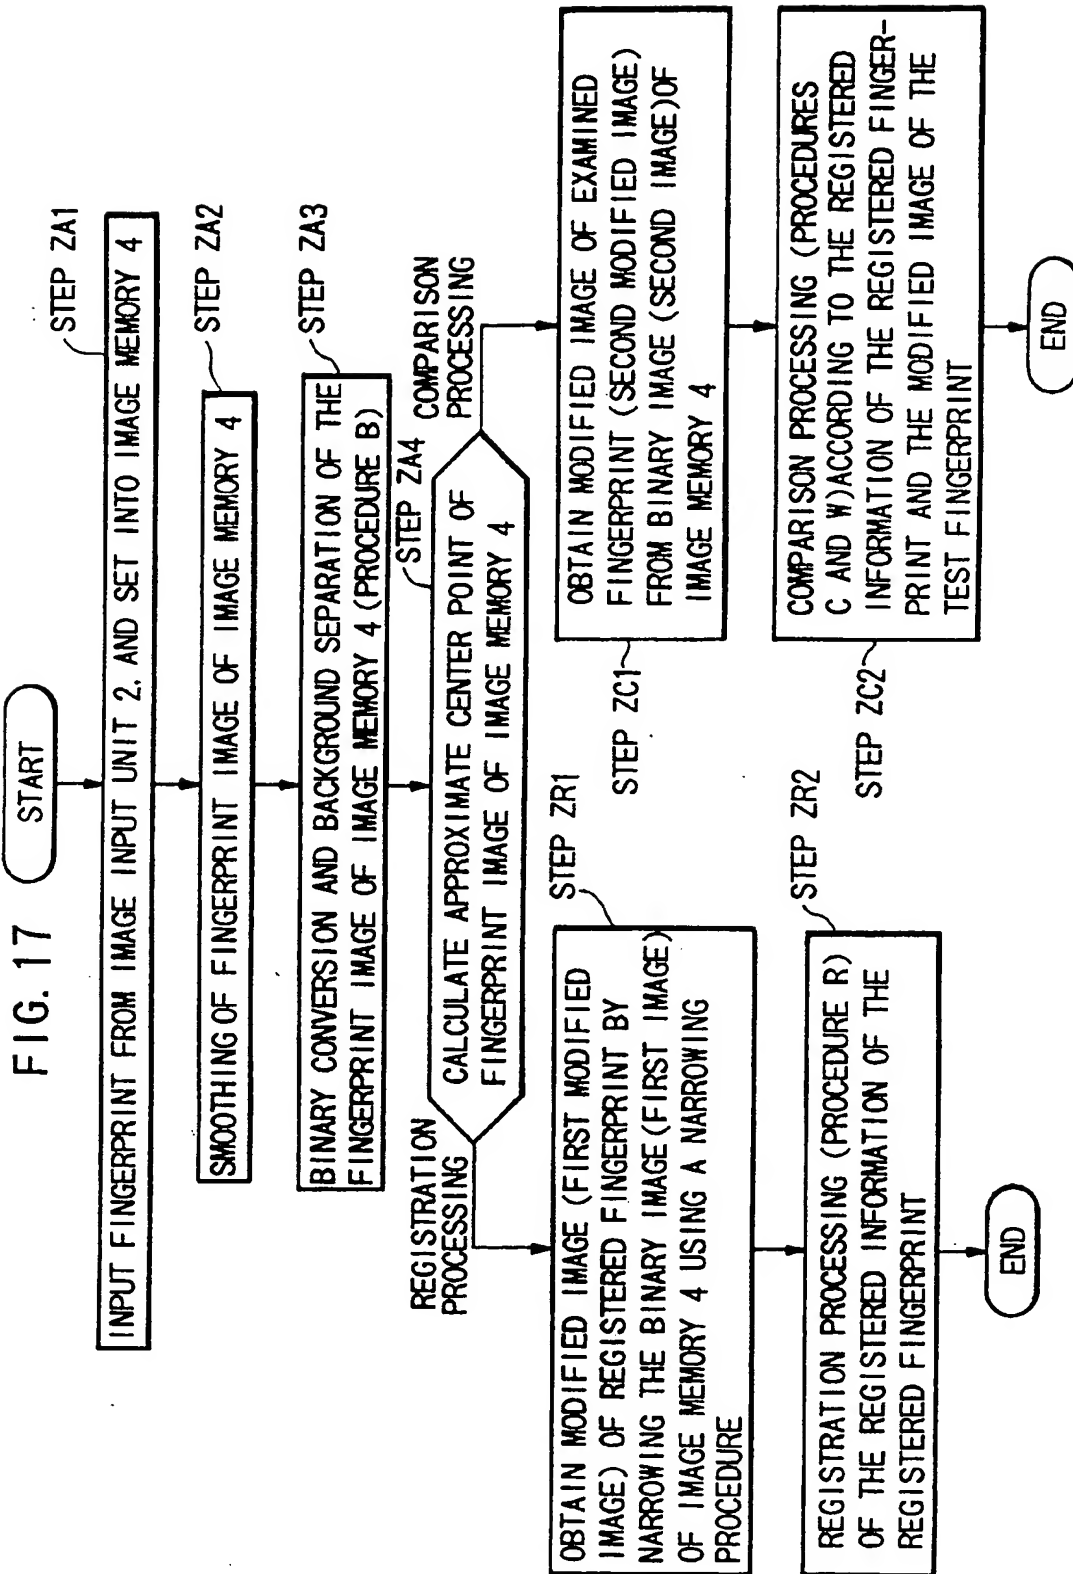 FIG. 17
START
STEP ZA1
INPUT FINGERPRINT FROM IMAGE INPUT UNIT 2, AND SET INTO IMAGE MEMORY 4
STEP ZA2
SMOOTHING OF FINGERPRINT IMAGE OF IMAGE MEMORY 4
STEP ZA3
BINARY CONVERSION AND BACKGROUND SEPARATION OF THE
FINGERPRINT IMAGE OF IMAGE MEMORY 4 (PROCEDURE B)
STEP ZA4
CALCULATE APPROXIMATE CENTER POINT OF
FINGERPRINT IMAGE OF IMAGE MEMORY 4
REGISTRATION
PROCESSING
COMPARISON
PROCESSING
STEP ZR1
OBTAIN MODIFIED IMAGE (FIRST MODIFIED
IMAGE) OF REGISTERED FINGERPRINT BY
NARROWING THE BINARY IMAGE (FIRST IMAGE)
OF IMAGE MEMORY 4 USING A NARROWING
PROCEDURE
STEP ZR2
REGISTRATION PROCESSING (PROCEDURE R)
OF THE REGISTERED INFORMATION OF THE
REGISTERED FINGERPRINT
END
OBTAIN MODIFIED IMAGE OF EXAMINED
FINGERPRINT (SECOND MODIFIED IMAGE)
FROM BINARY IMAGE (SECOND IMAGE)OF
IMAGE MEMORY 4
STEP ZC1
COMPARISON PROCESSING (PROCEDURES
C AND W)ACCORDING TO THE REGISTERED
INFORMATION OF THE REGISTERED FINGER-
PRINT AND THE MODIFIED IMAGE OF THE
TEST FINGERPRINT
STEP ZC2
END